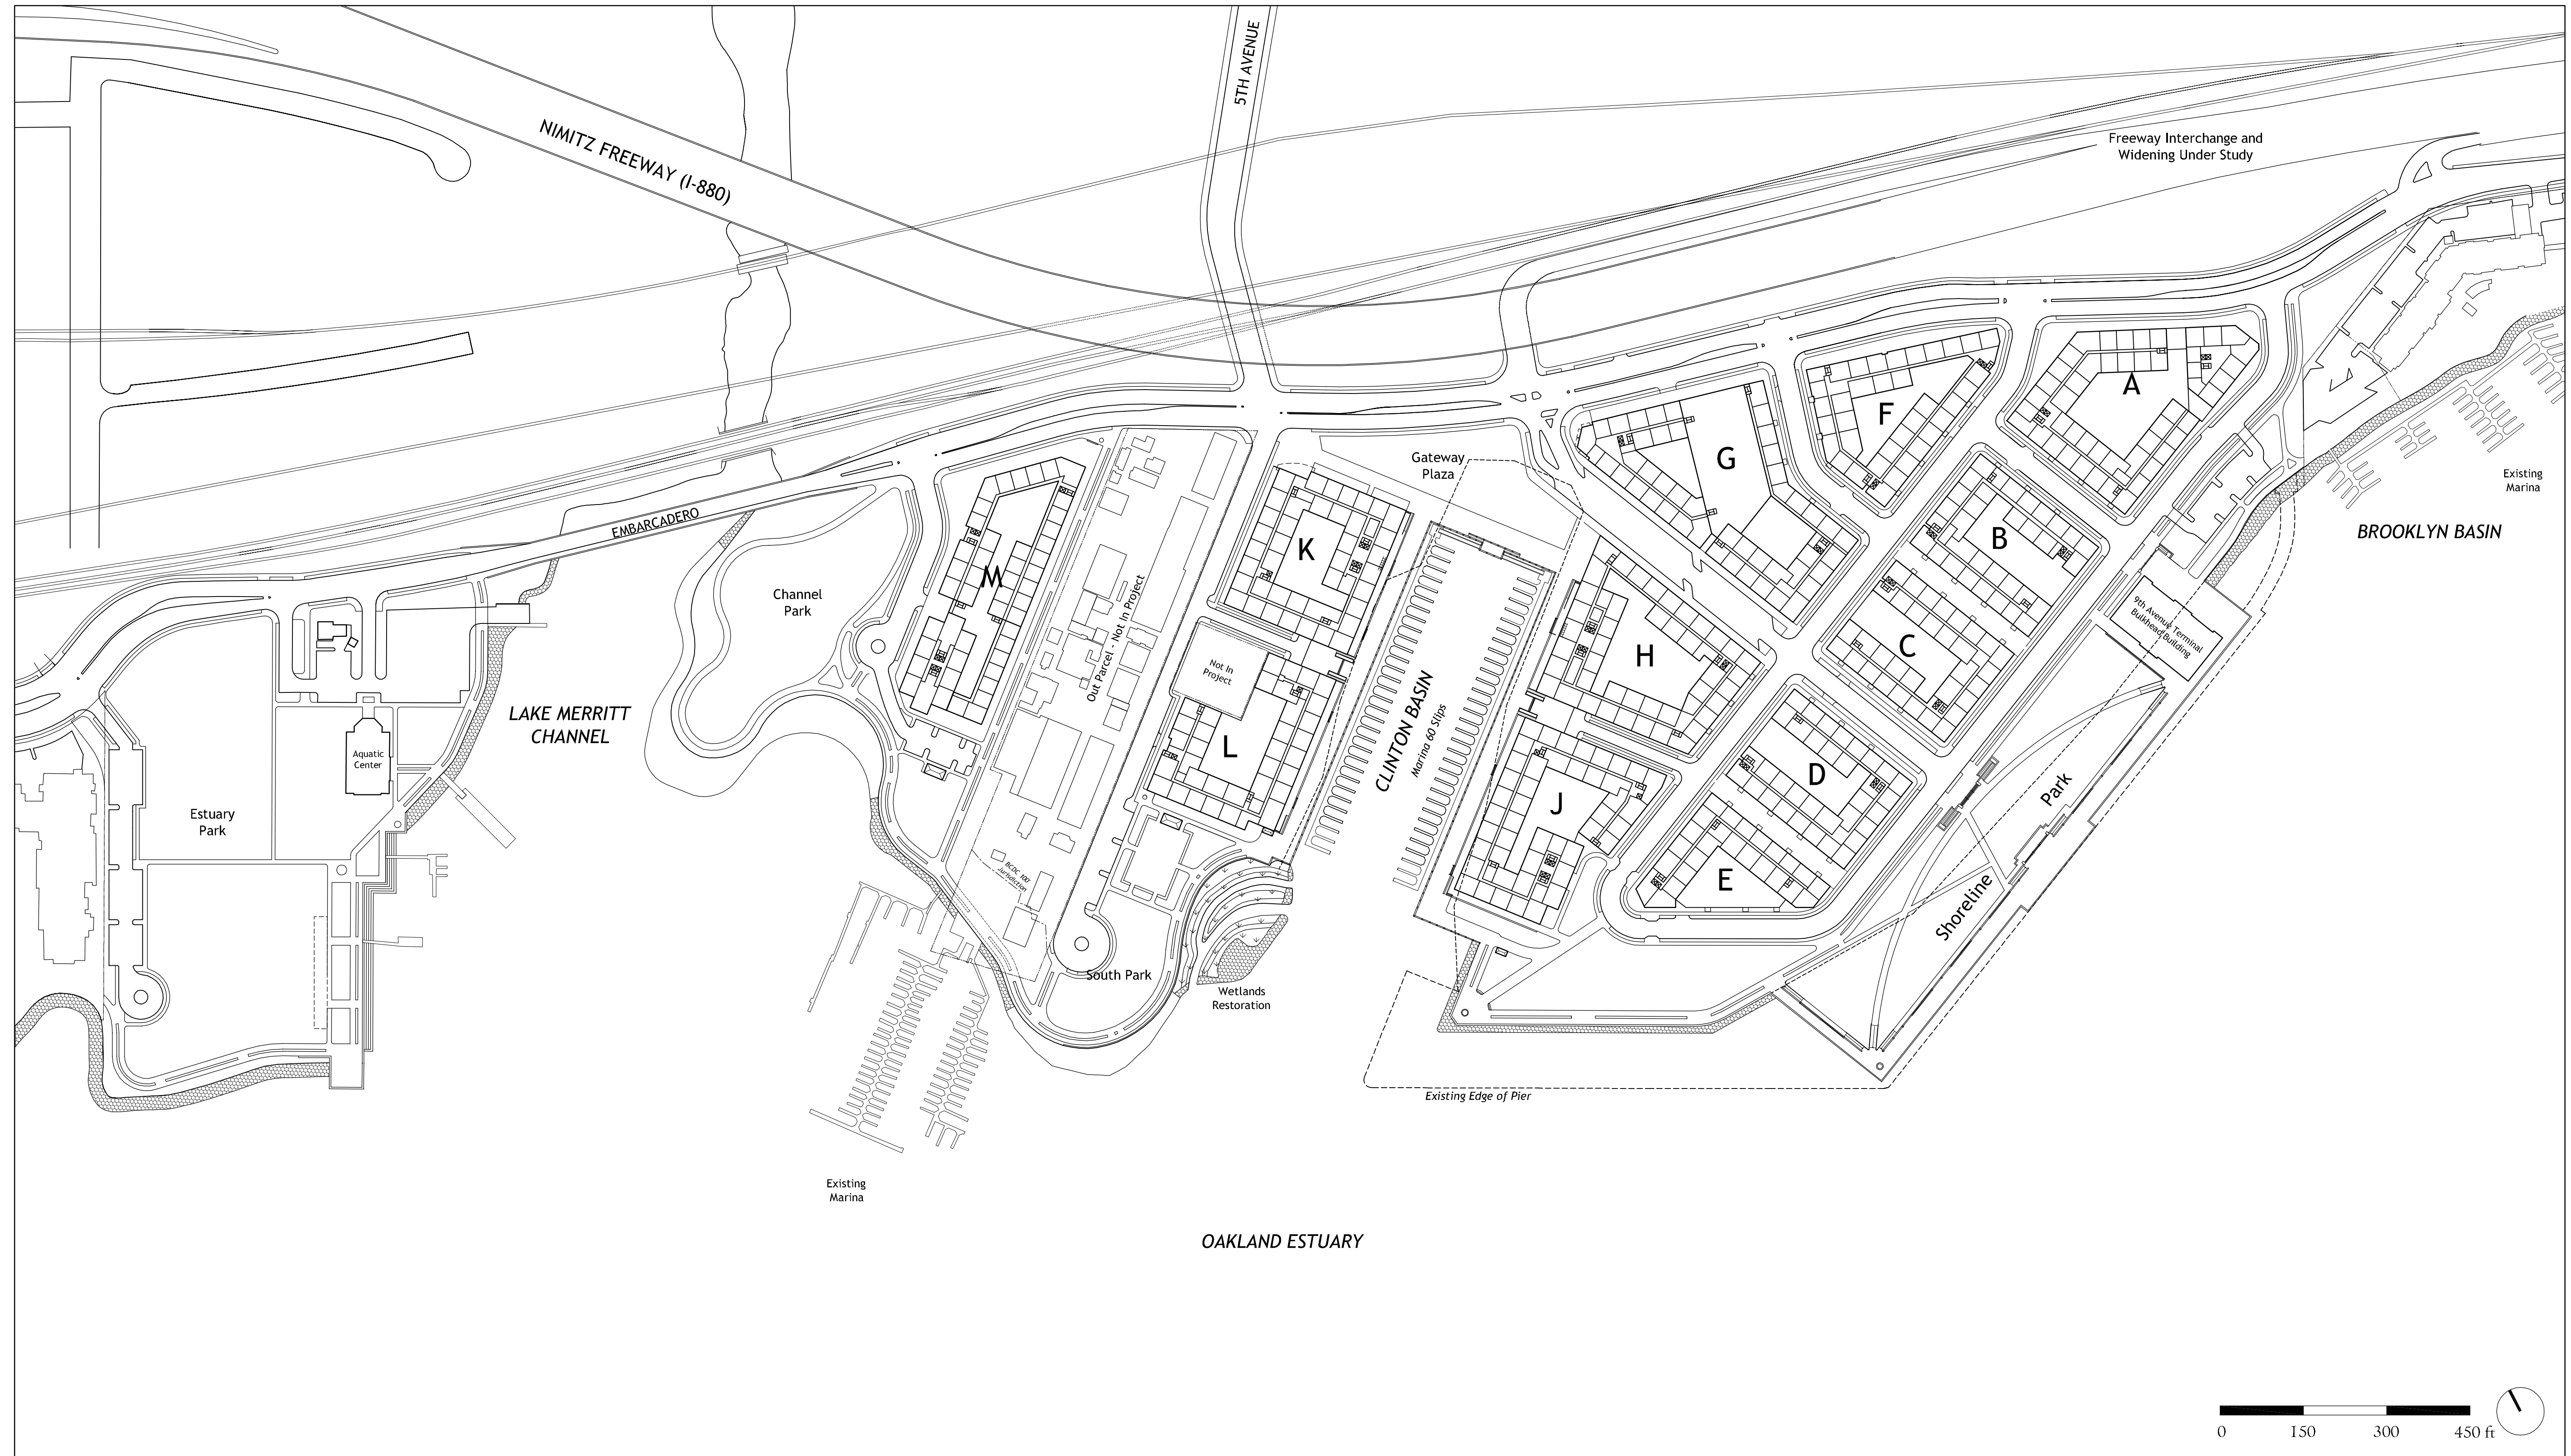 5TH AVENUE
NIMITZ FREEWAY (I-880)
Freeway Interchange and
Widening Under Study
A
F
G
Gateway
Plaza
Existing
Marina
BROOKLYN BASIN
EMBARCADERO
B
K
M
Channel
Park
Out Parcel - Not In Project
9th Avenue Terminal
Bulkhead Building
C
H
Not In
Project
LAKE MERRITT
CHANNEL
Aquatic
Center
CLINTON BASIN
Marina 60 Slips
L
D
J
Estuary
Park
E
Shoreline Park
BCDC 100'
Jurisdiction
South Park
Wetlands
Restoration
Existing Edge of Pier
Existing
Marina
OAKLAND ESTUARY
0 150 300 450 ft